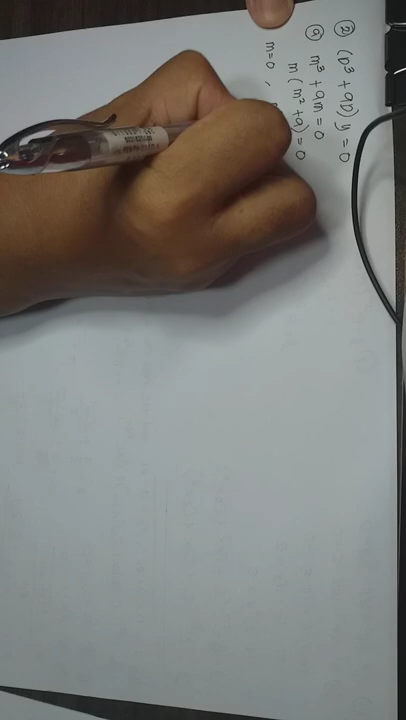 ② (D³ + 9D) y = 0
ⓐ m³ + 9m = 0
m (m² + 9) = 0
m=0 ,